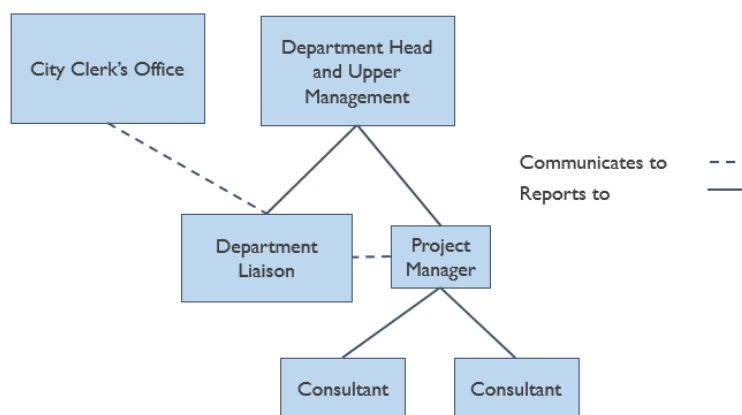 City Clerk's Office
Department Head
and Upper
Management
Communicates to
Reports to
Department
Liaison
Project
Manager
Consultant
Consultant